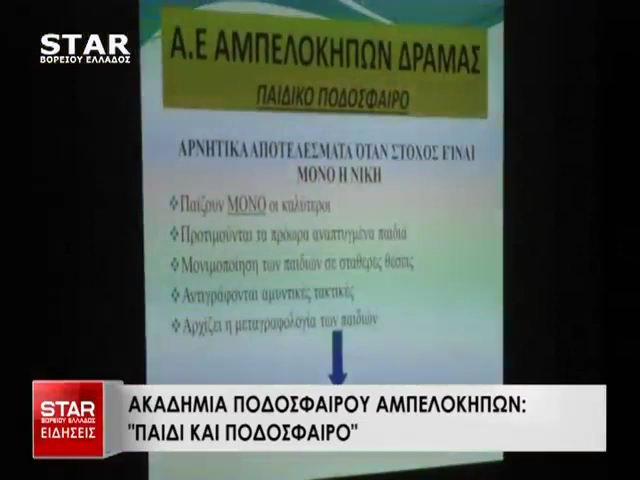 STAR
ΒΟΡΕΙΟΥ ΕΛΛΑΔΟΣ
Α.Ε ΑΜΠΕΛΟΚΗΠΩΝ ΔΡΑΜΑΣ
ΠΑΙΔΙΚΟ ΠΟΔΟΣΦΑΙΡΟ
ΑΡΝΗΤΙΚΑ ΑΠΟΤΕΛΕΣΜΑΤΑ ΌΤΑΝ ΣΤΟΧΟΣ ΕΊΝΑΙ
ΜΟΝΟ Η ΝΙΚΗ
Παίζουν ΜΟΝΟ οι καλύτεροι
Προτιμούνται τα πρόωρα αναπτυγμένα παιδιά
Μονιμοποίηση των παιδιών σε σταθερές θέσεις
Αντιγράφονται αμυντικές τακτικές
Αρχίζει η μεταγραφολογία των παιδιών
STAR
ΒΟΡΕΙΟΥ ΕΛΛΑΔΟΣ
ΕΙΔΗΣΕΙΣ
ΑΚΑΔΗΜΙΑ ΠΟΔΟΣΦΑΙΡΟΥ ΑΜΠΕΛΟΚΗΠΩΝ:
"ΠΑΙΔΙ ΚΑΙ ΠΟΔΟΣΦΑΙΡΟ"